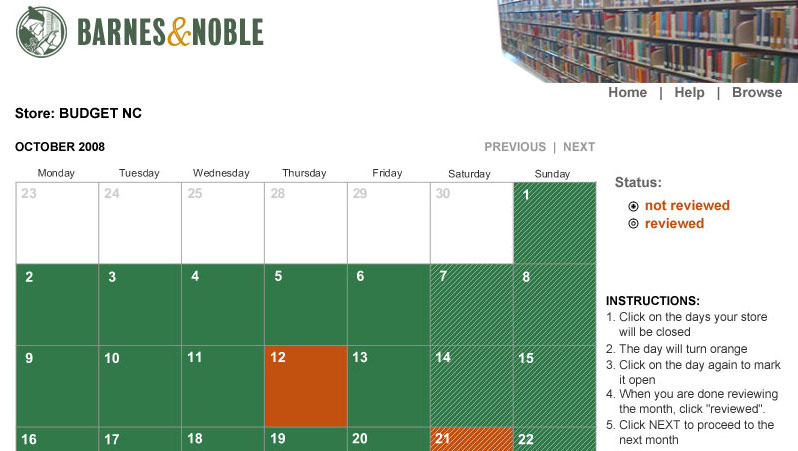 BARNES&NOBLE
Home | Help | Browse
Store: BUDGET NC
OCTOBER 2008
PREVIOUS | NEXT
Monday Tuesday Wednesday Thursday Friday Saturday Sunday
23 24 25 28 29 30 1
2 3 4 5 6 7 8
9 10 11 12 13 14 15
16 17 18 19 20 21 22
Status:
not reviewed
reviewed
INSTRUCTIONS:
1. Click on the days your store
will be closed
2. The day will turn orange
3. Click on the day again to mark
it open
4. When you are done reviewing
the month, click "reviewed".
5. Click NEXT to proceed to the
next month